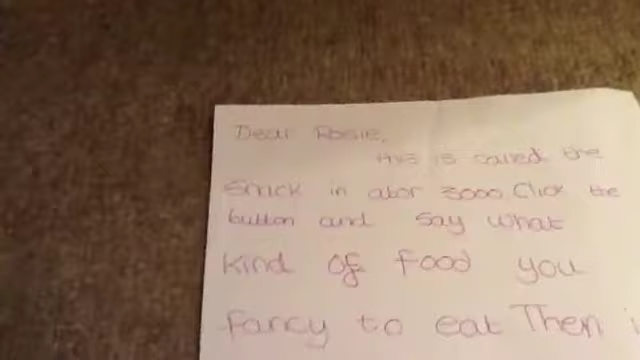 Dear Rosie,
this is called the
Snack in ator 3000. Click the
button and say what
kind of food you
fancy to eat Then i